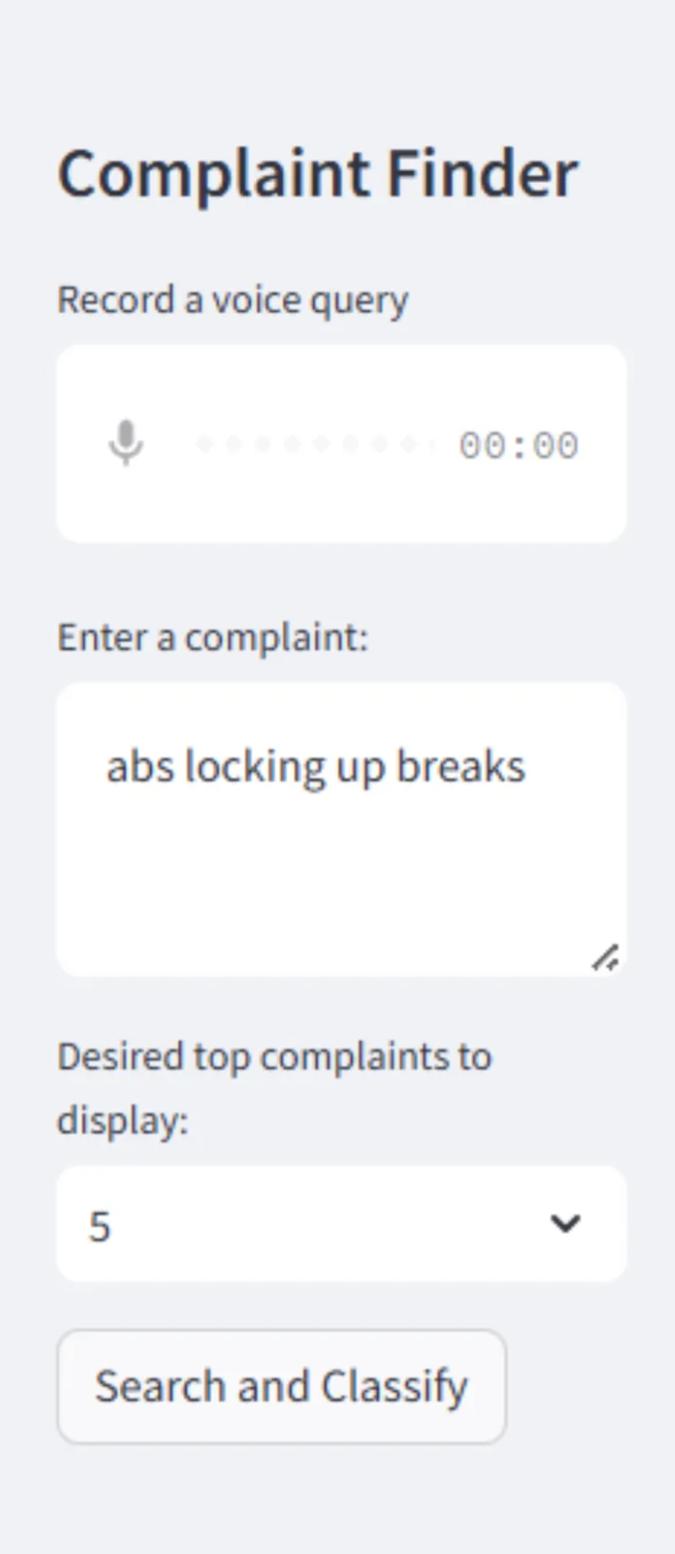 Complaint Finder
Record a voice query
00:00
Enter a complaint:
abs locking up breaks
Desired top complaints to
display:
5
Search and Classify